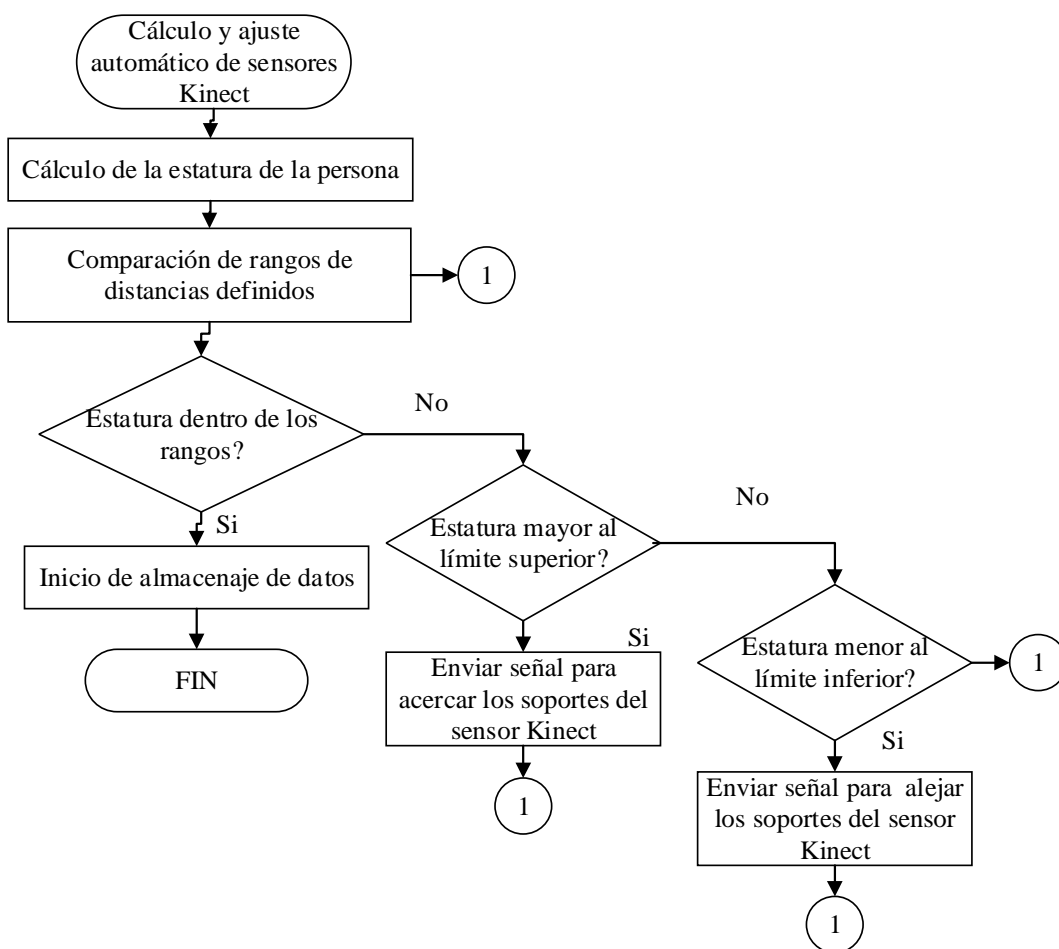 Cálculo y ajuste
automático de sensores
Kinect
Cálculo de la estatura de la persona
Comparación de rangos de
distancias definidos
1
Estatura dentro de los
rangos?
No
Si
Inicio de almacenaje de datos
FIN
Estatura mayor al
límite superior?
No
Si
Enviar señal para
acercar los soportes del
sensor Kinect
1
Estatura menor al
límite inferior?
1
Si
Enviar señal para  alejar
los soportes del sensor
Kinect
1